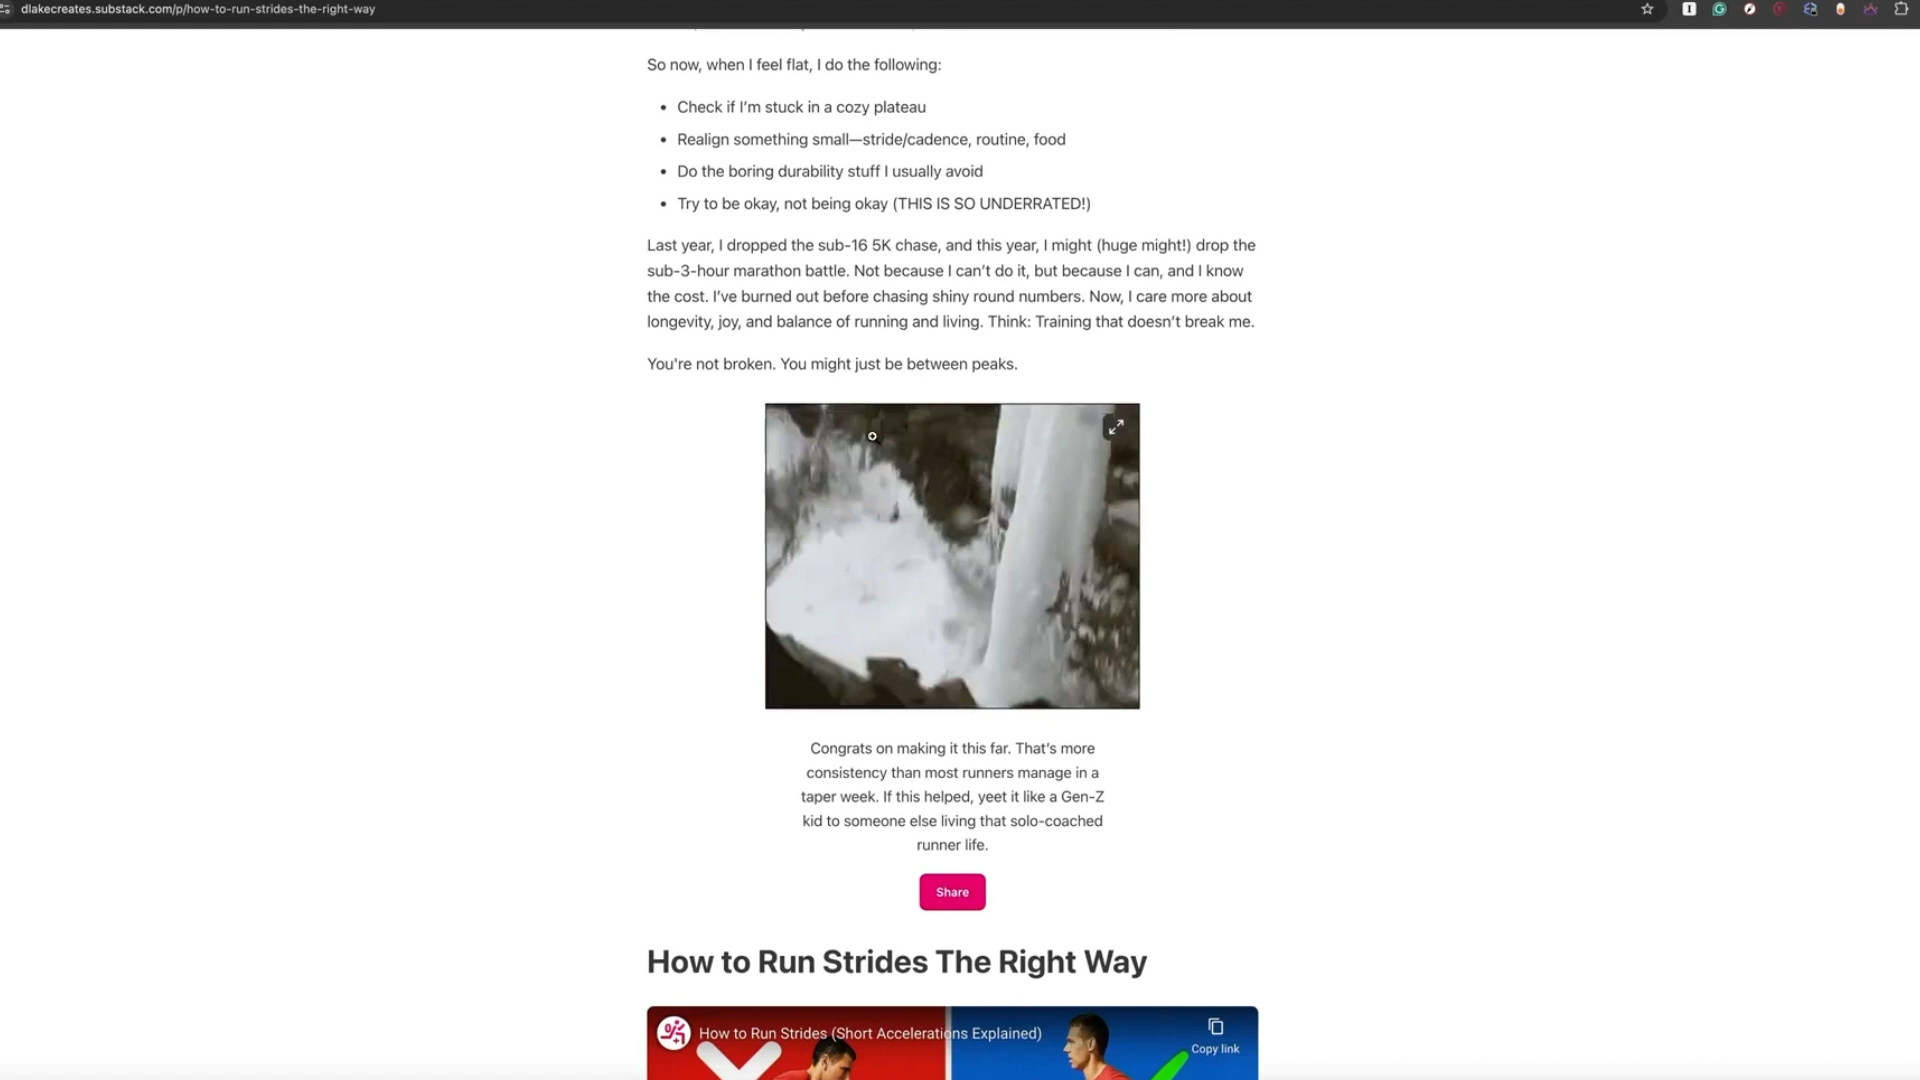 dlakecreates.substack.com/p/how-to-run-strides-the-right-way
So now, when I feel flat, I do the following:
• Check if I’m stuck in a cozy plateau
• Realign something small—stride/cadence, routine, food
• Do the boring durability stuff I usually avoid
• Try to be okay, not being okay (THIS IS SO UNDERRATED!)
Last year, I dropped the sub-16 5K chase, and this year, I might (huge might!) drop the
sub-3-hour marathon battle. Not because I can’t do it, but because I can, and I know
the cost. I’ve burned out before chasing shiny round numbers. Now, I care more about
longevity, joy, and balance of running and living. Think: Training that doesn’t break me.
You're not broken. You might just be between peaks.
Congrats on making it this far. That’s more
consistency than most runners manage in a
taper week. If this helped, yeet it like a Gen-Z
kid to someone else living that solo-coached
runner life.
Share
How to Run Strides The Right Way
How to Run Strides (Short Accelerations Explained)
Copy link